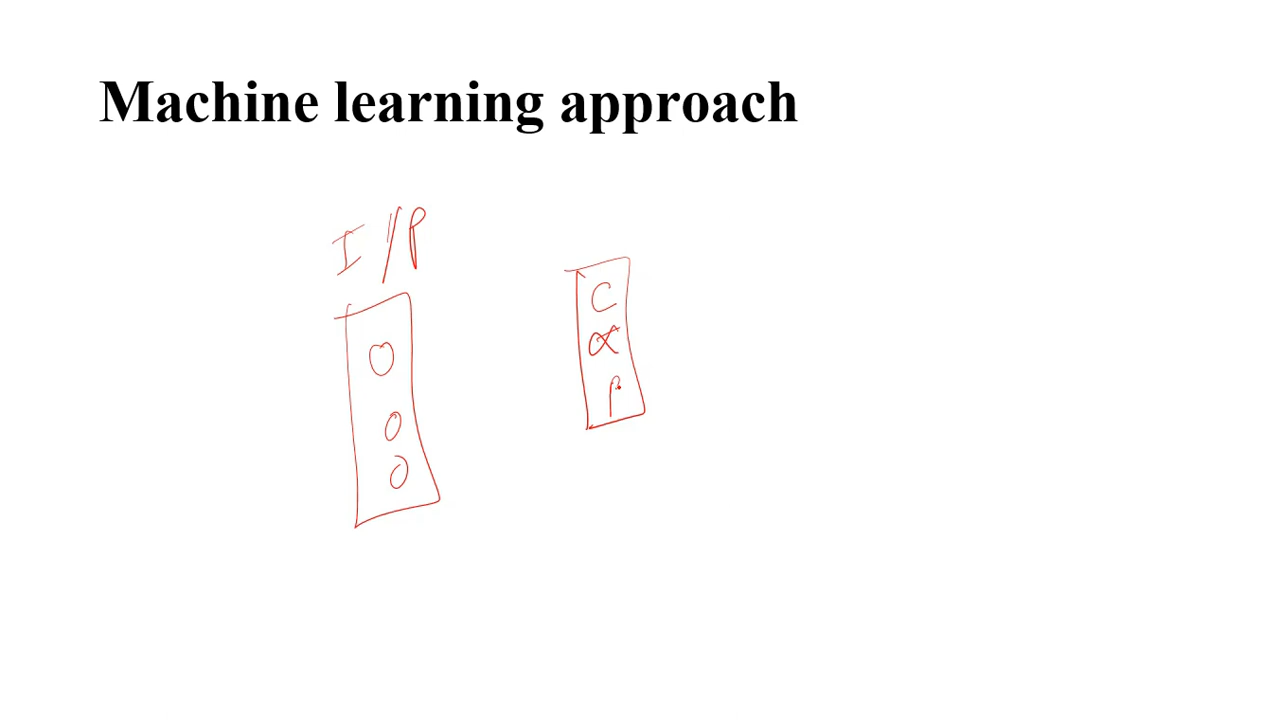 Machine learning approach
I/P
C
α
β